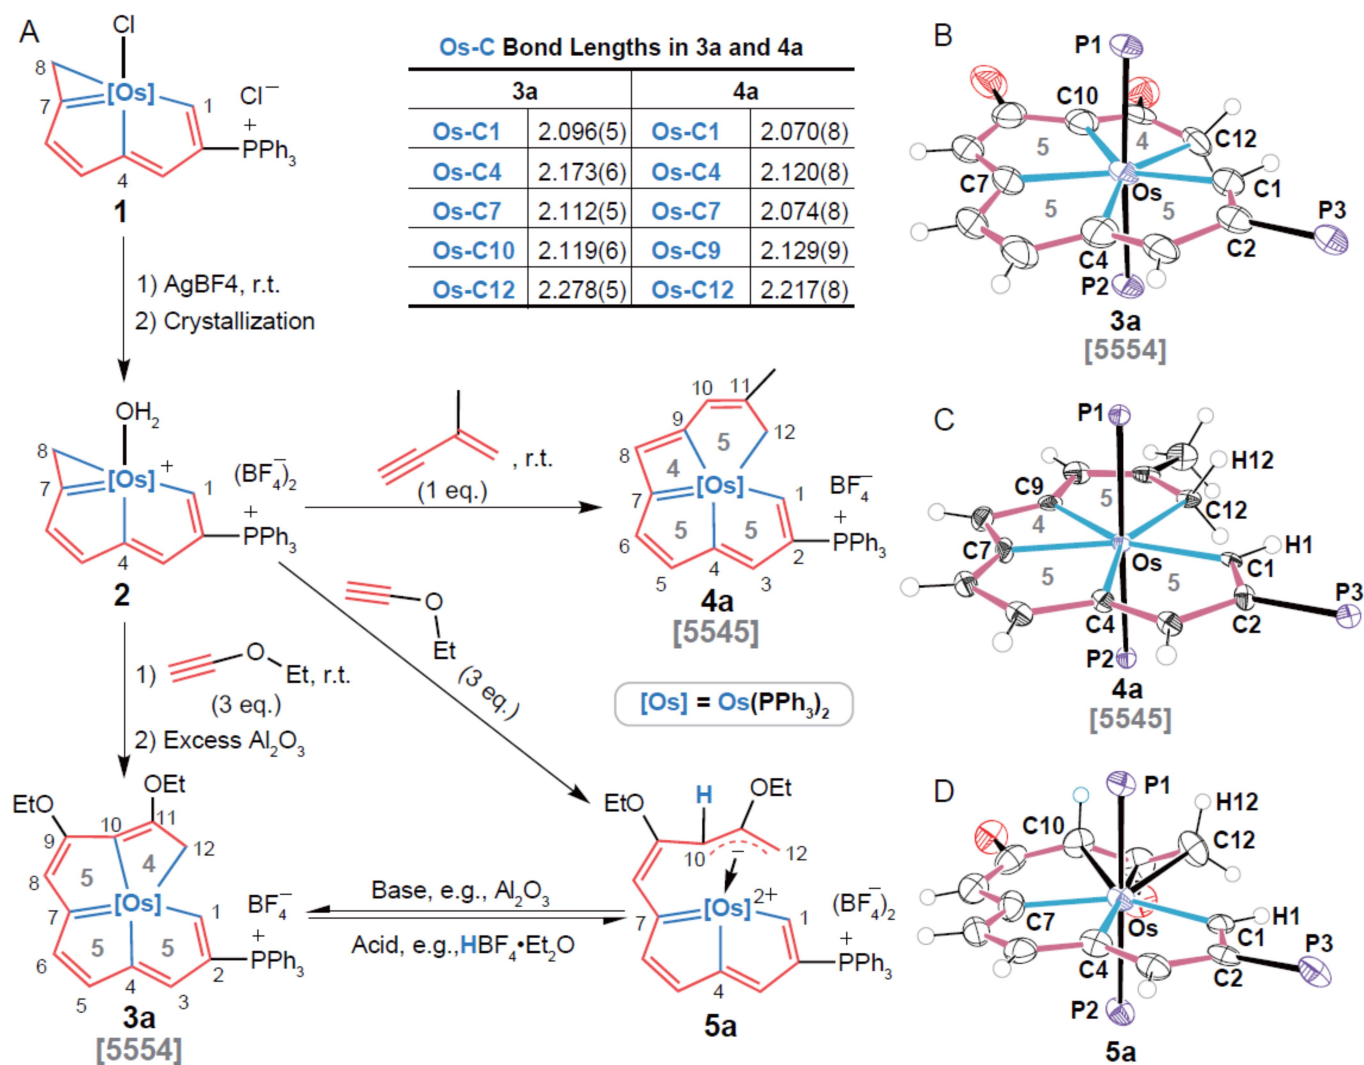 A
Cl
8
[Os]
7
1
Cl⁻
+
PPh₃
4
1
1) AgBF4, r.t.
2) Crystallization
OH₂
8
[Os]
+
(BF₄⁻)₂
7
1
+
PPh₃
4
2
1) OEt, r.t.
(3 eq.)
2) Excess Al₂O₃
Os-C Bond Lengths in 3a and 4a
3a 4a
Os-C1 2.096(5) Os-C1 2.070(8)
Os-C4 2.173(6) Os-C4 2.120(8)
Os-C7 2.112(5) Os-C7 2.074(8)
Os-C10 2.119(6) Os-C9 2.129(9)
Os-C12 2.278(5) Os-C12 2.217(8)
, r.t.
(1 eq.)
O
Et
(3 eq.)
10 11
9
12
5
8
4
[Os]
7
1
BF₄⁻
+
5 5
PPh₃
6
2
5 4 3
4a
[5545]
[Os] = Os(PPh₃)₂
OEt
EtO
11
10
9
12
4
8
5
[Os]
7
1
BF₄⁻
+
5 5
PPh₃
6
2
5 4 3
3a
[5554]
Base, e.g., Al₂O₃
Acid, e.g.,HBF₄•Et₂O
H OEt
EtO
10
–
12
[Os]
2+
(BF₄⁻)₂
7
1
+
PPh₃
4
5a
B
P1
C10
4
C12
5
C7
C1
Os
P3
5 5
C2
C4
P2
3a
[5554]
C
P1
H12
C9
5
C12
4
C7
H1
Os
C1
5 5
P3
C4
C2
P2
4a
[5545]
D
P1
H12
C10
C12
C7
H1
Os
C1
P3
C4
C2
P2
5a